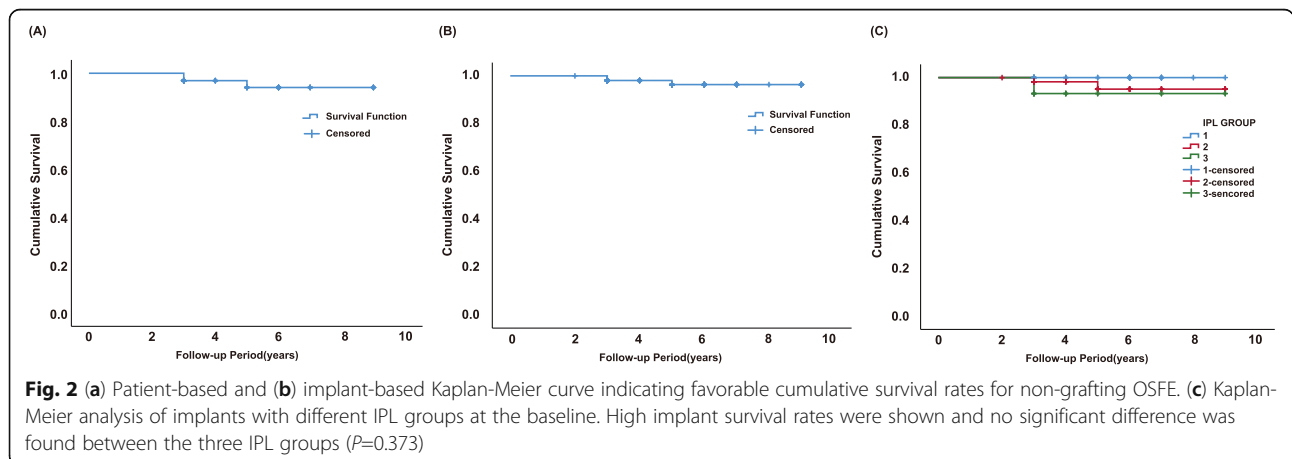 (A)
Cumulative Survival
1.0
0.8
0.6
0.4
0.2
0.0
0 2 4 6 8 10
Follow-up Period(years)
Survival Function
Censored
(B)
Cumulative Survival
1.0
0.8
0.6
0.4
0.2
0.0
0 2 4 6 8 10
Follow-up Period(years)
Survival Function
Censored
(C)
Cumulative Survival
1.0
0.8
0.6
0.4
0.2
0.0
0 2 4 6 8 10
Follow-up Period(years)
IPL GROUP
1
2
3
1-censored
2-censored
3-sencored
Fig. 2 (a) Patient-based and (b) implant-based Kaplan-Meier curve indicating favorable cumulative survival rates for non-grafting OSFE. (c) Kaplan-
Meier analysis of implants with different IPL groups at the baseline. High implant survival rates were shown and no significant difference was
found between the three IPL groups (P=0.373)